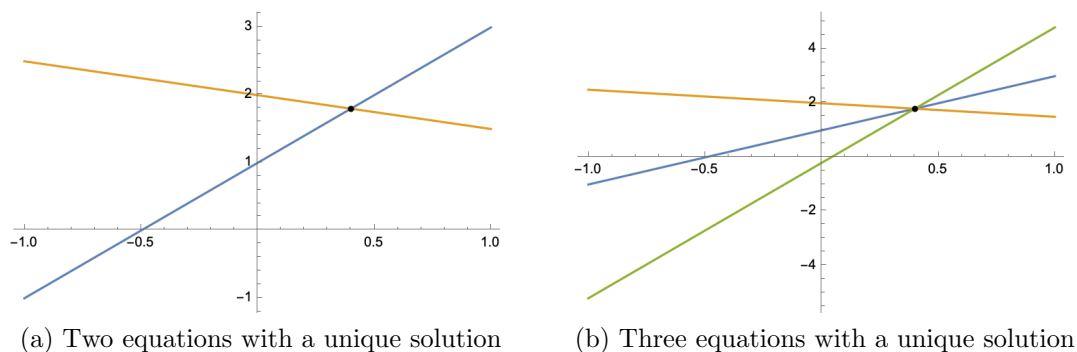 3
2
1
-1.0 -0.5 0.5 1.0
-1
(a) Two equations with a unique solution
4
2
-1.0 -0.5 0.5 1.0
-2
-4
(b) Three equations with a unique solution